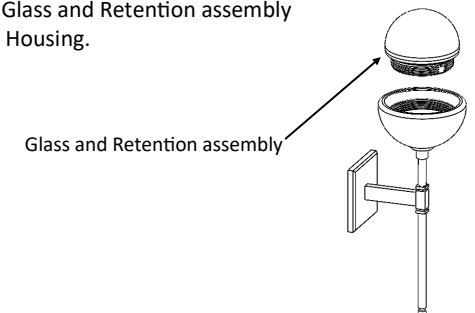 Glass and Retention assembly
Housing.
Glass and Retention assembly